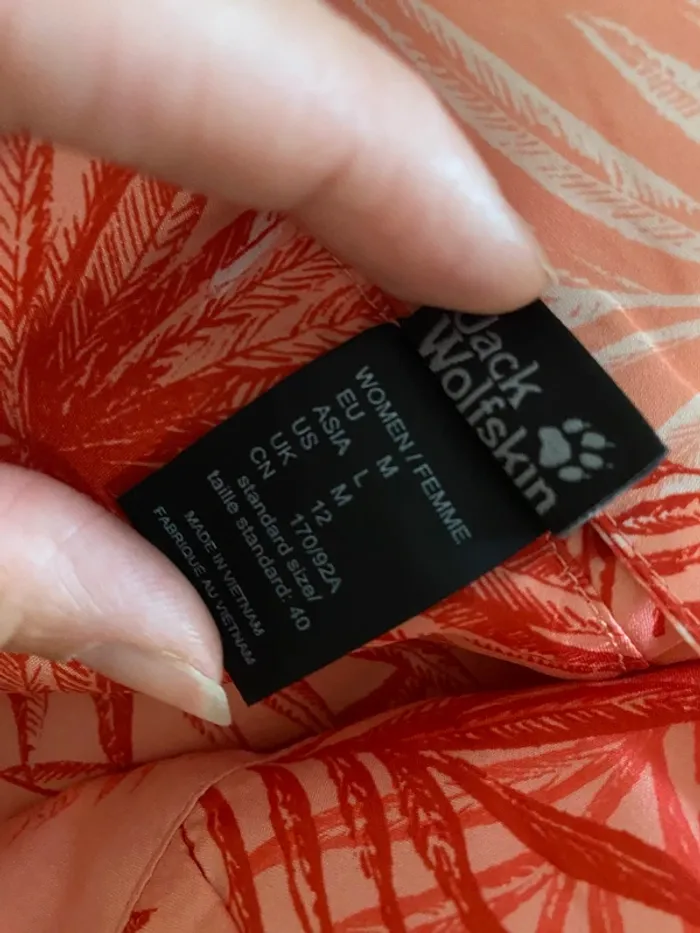 Jack
Wolfskin
WOMEN / FEMME
EU M
ASIA L
US M
UK 12
CN 170/92A
standard size/
taille standard: 40
MADE IN VIETNAM
FABRIQUE AU VIETNAM